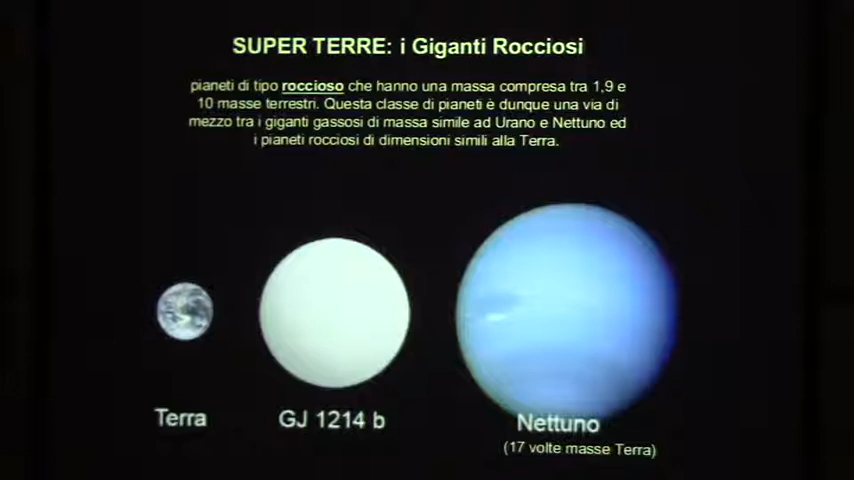 SUPER TERRE: i Giganti Rocciosi
pianeti di tipo roccioso che hanno una massa compresa tra 1,9 e
10 masse terrestri. Questa classe di pianeti è dunque una via di
mezzo tra i giganti gassosi di massa simile ad Urano e Nettuno ed
i pianeti rocciosi di dimensioni simili alla Terra.
Terra
GJ 1214 b
Nettuno
(17 volte masse Terra)